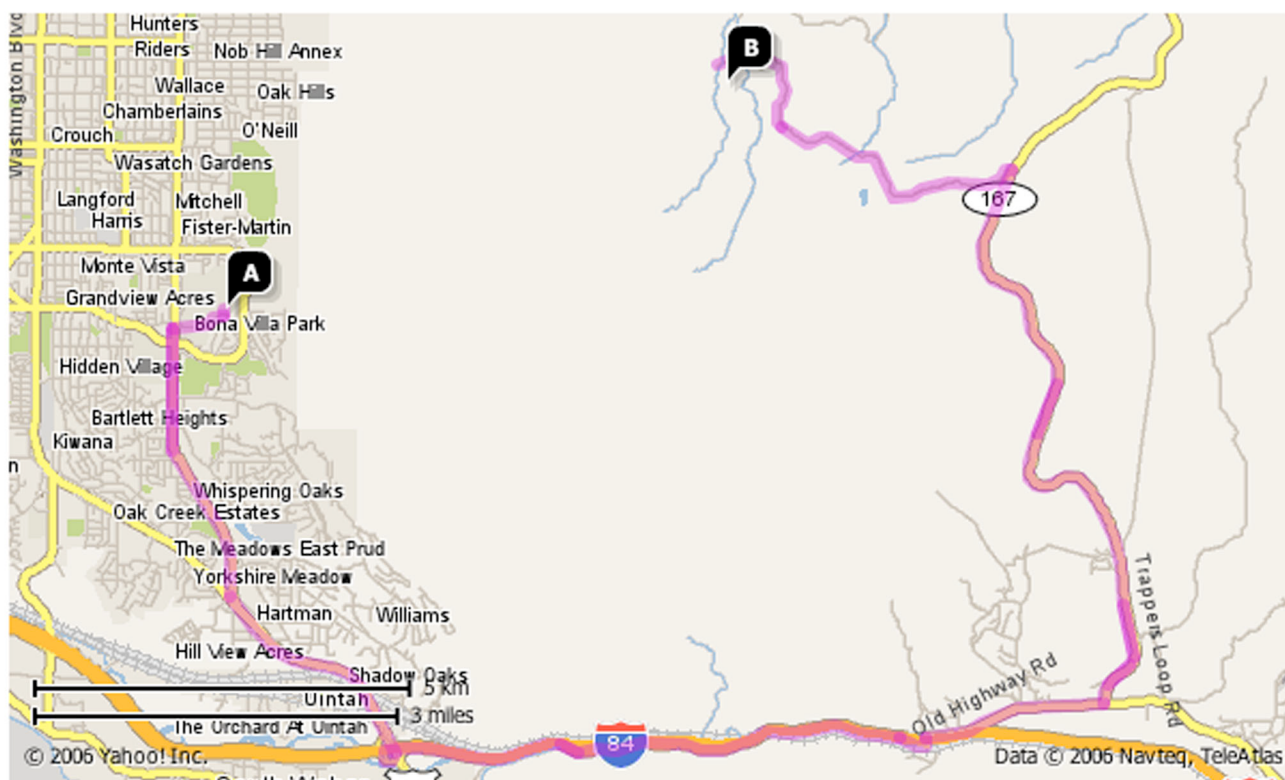 Washington Blvd
Hunters
Riders
Nob Hill Annex
Wallace
Oak Hills
Chamberlains
Crouch
O'Neill
Wasatch Gardens
Langford
Mitchell
Harris
Fister-Martin
Monte Vista
A
B
167
Grandview Acres
Bona Villa Park
Hidden Village
Bartlett Heights
Kiwana
n
Whispering Oaks
Oak Creek Estates
The Meadows East Prud
Yorkshire Meadow
Hartman
Williams
Hill View Acres
Shadow Oaks
5 km
Uintah
3 miles
The Orchard At Uintah
Trappers Loop Rd
Old Highway Rd
84
© 2006 Yahoo! Inc.
Data © 2006 Navteq, TeleAtlas